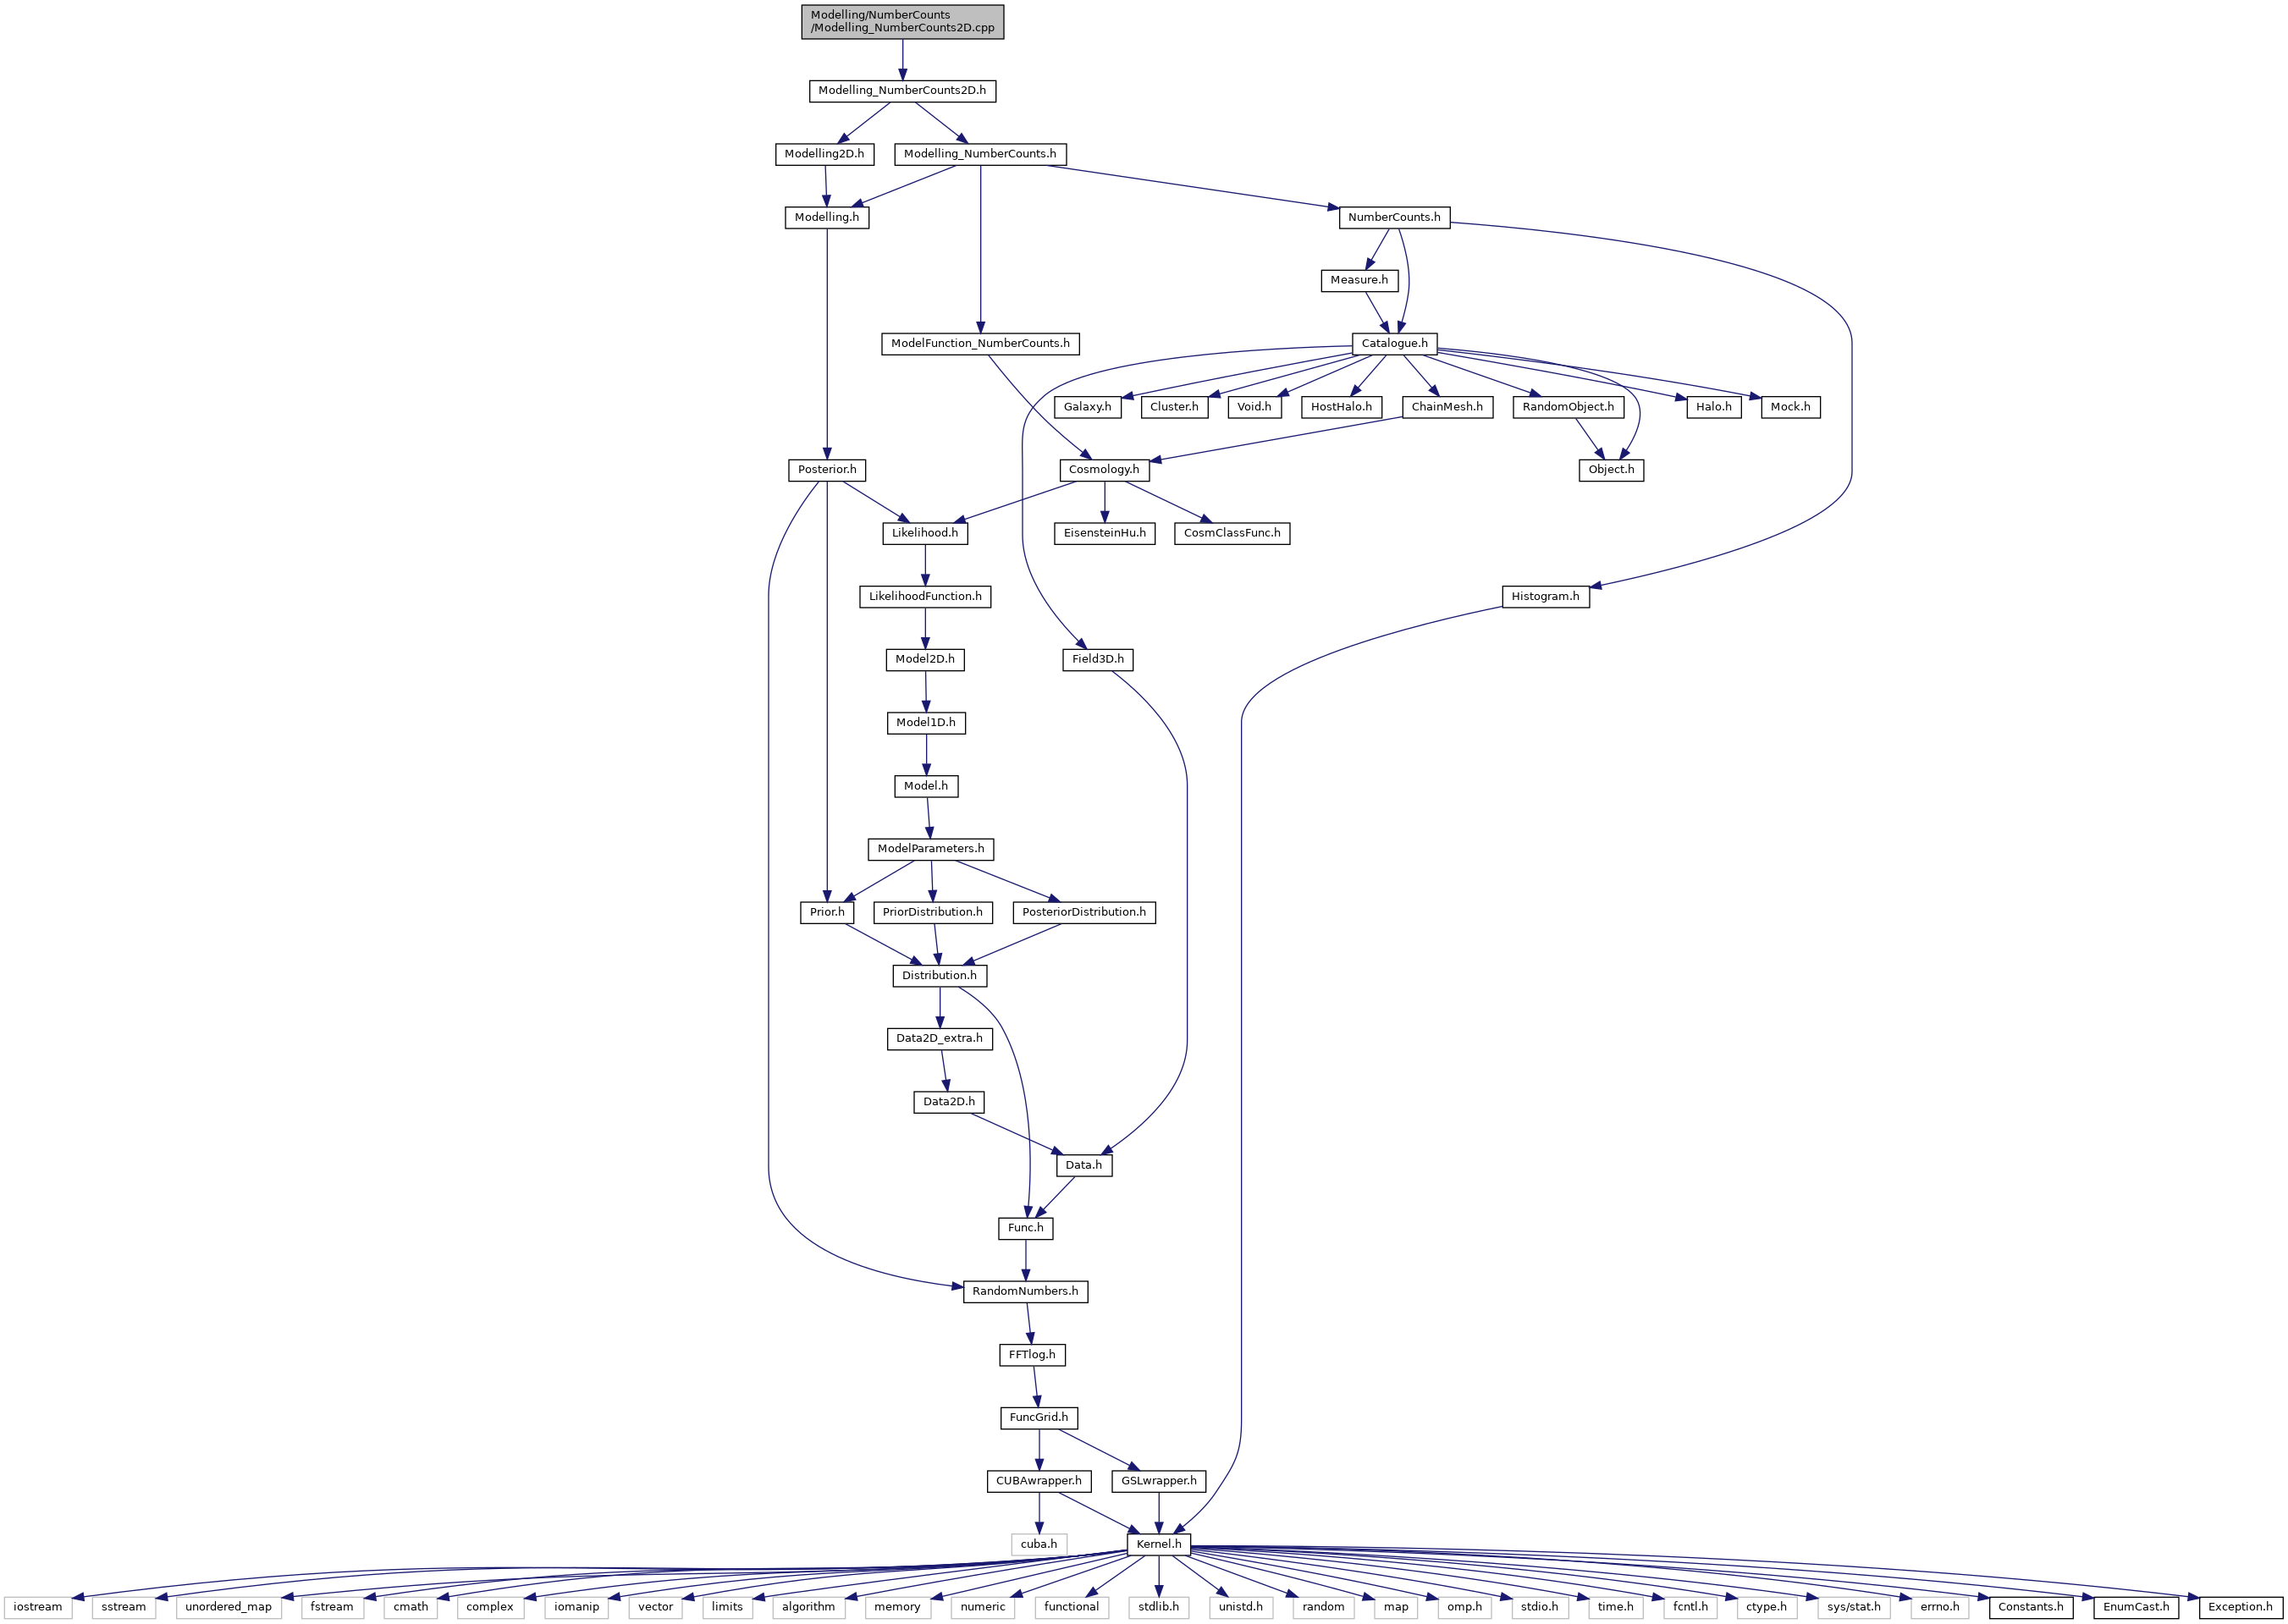 Modelling/NumberCounts
/Modelling_NumberCounts2D.cpp
Modelling_NumberCounts2D.h
Modelling2D.h
Modelling_NumberCounts.h
Modelling.h
NumberCounts.h
Measure.h
ModelFunction_NumberCounts.h
Catalogue.h
Galaxy.h
Cluster.h
Void.h
HostHalo.h
ChainMesh.h
RandomObject.h
Halo.h
Mock.h
Posterior.h
Cosmology.h
Object.h
Likelihood.h
EisensteinHu.h
CosmClassFunc.h
LikelihoodFunction.h
Histogram.h
Model2D.h
Field3D.h
Model1D.h
Model.h
ModelParameters.h
Prior.h
PriorDistribution.h
PosteriorDistribution.h
Distribution.h
Data2D_extra.h
Data2D.h
Data.h
Func.h
RandomNumbers.h
FFTlog.h
FuncGrid.h
CUBAwrapper.h
GSLwrapper.h
cuba.h
Kernel.h
iostream
sstream
unordered_map
fstream
cmath
complex
iomanip
vector
limits
algorithm
memory
numeric
functional
stdlib.h
unistd.h
random
map
omp.h
stdio.h
time.h
fcntl.h
ctype.h
sys/stat.h
errno.h
Constants.h
EnumCast.h
Exception.h